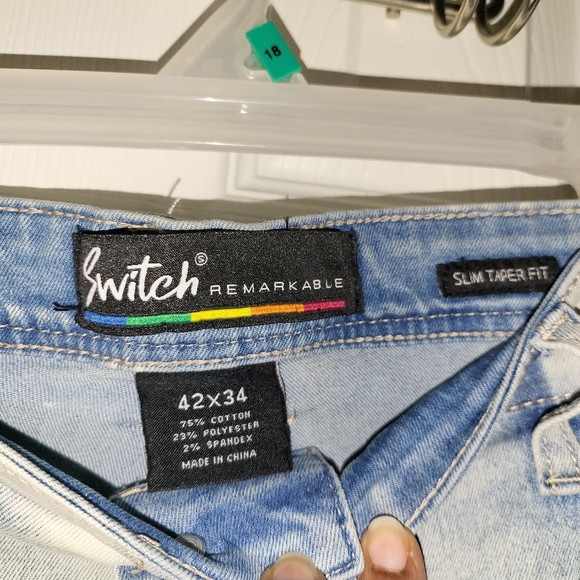 18
Switch Ⓢ
REMARKABLE
SLIM TAPER FIT
42X34
75% COTTON
23% POLYESTER
2% SPANDEX
MADE IN CHINA